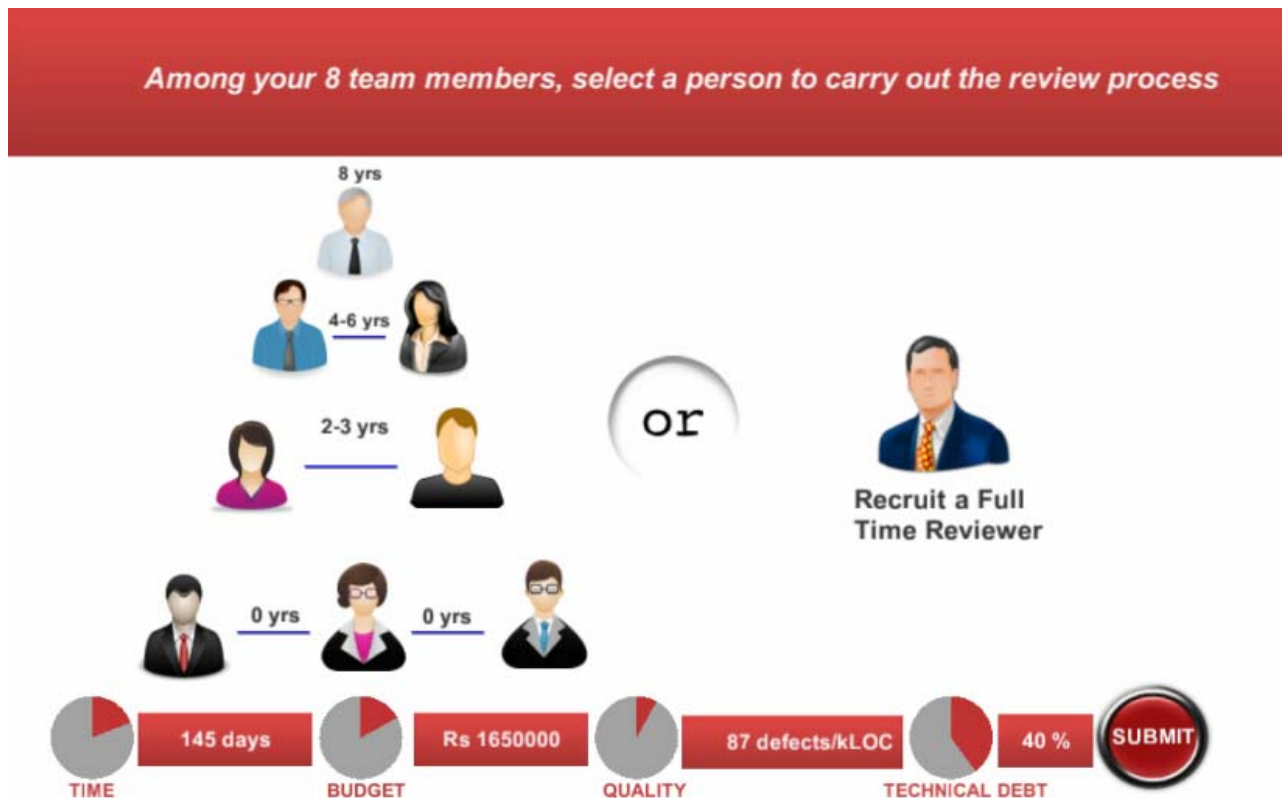 Among your 8 team members, select a person to carry out the review process
8 yrs
4-6 yrs
2-3 yrs
0 yrs
0 yrs
or
Recruit a Full
Time Reviewer
145 days
Rs 1650000
87 defects/kLOC
40 %
SUBMIT
TIME
BUDGET
QUALITY
TECHNICAL DEBT